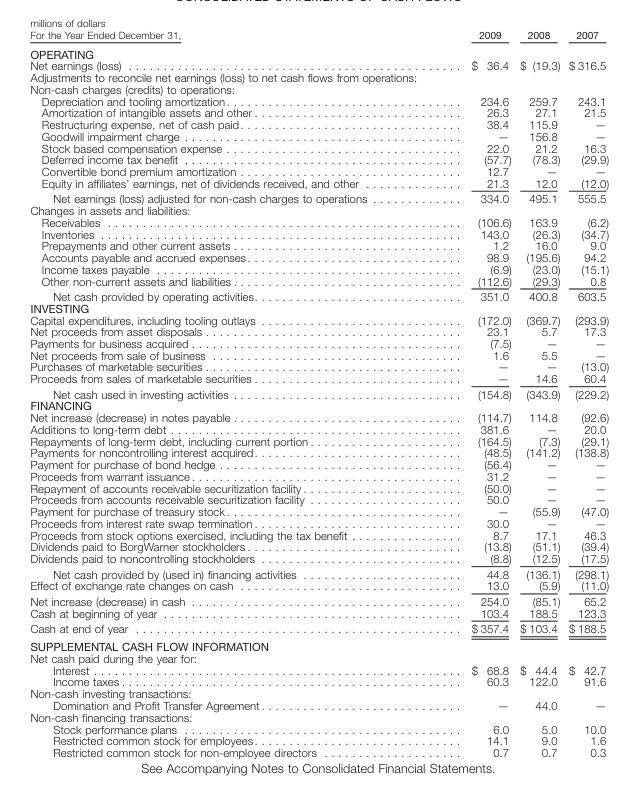 millions of dollars
For the Year Ended December 31, 2009 2008 2007
OPERATING
Net earnings (loss) $ 36.4 $ (19.3) $316.5
Adjustments to reconcile net earnings (loss) to net cash flows from operations:
Non-cash charges (credits) to operations:
Depreciation and tooling amortization 234.6 259.7 243.1
Amortization of intangible assets and other 26.3 27.1 21.5
Restructuring expense, net of cash paid 38.4 115.9 —
Goodwill impairment charge — 156.8 —
Stock based compensation expense 22.0 21.2 16.3
Deferred income tax benefit (57.7) (78.3) (29.9)
Convertible bond premium amortization 12.7 — —
Equity in affiliates' earnings, net of dividends received, and other 21.3 12.0 (12.0)
Net earnings (loss) adjusted for non-cash charges to operations 334.0 495.1 555.5
Changes in assets and liabilities:
Receivables (106.6) 163.9 (6.2)
Inventories 143.0 (26.3) (34.7)
Prepayments and other current assets 1.2 16.0 9.0
Accounts payable and accrued expenses 98.9 (195.6) 94.2
Income taxes payable (6.9) (23.0) (15.1)
Other non-current assets and liabilities (112.6) (29.3) 0.8
Net cash provided by operating activities 351.0 400.8 603.5
INVESTING
Capital expenditures, including tooling outlays (172.0) (369.7) (293.9)
Net proceeds from asset disposals 23.1 5.7 17.3
Payments for business acquired (7.5) — —
Net proceeds from sale of business 1.6 5.5 —
Purchases of marketable securities — — (13.0)
Proceeds from sales of marketable securities — 14.6 60.4
Net cash used in investing activities (154.8) (343.9) (229.2)
FINANCING
Net increase (decrease) in notes payable (114.7) 114.8 (92.6)
Additions to long-term debt 381.6 — 20.0
Repayments of long-term debt, including current portion (164.5) (7.3) (29.1)
Payments for noncontrolling interest acquired (48.5) (141.2) (138.8)
Payment for purchase of bond hedge (56.4) — —
Proceeds from warrant issuance 31.2 — —
Repayment of accounts receivable securitization facility (50.0) — —
Proceeds from accounts receivable securitization facility 50.0 — —
Payment for purchase of treasury stock — (55.9) (47.0)
Proceeds from interest rate swap termination 30.0 — —
Proceeds from stock options exercised, including the tax benefit 8.7 17.1 46.3
Dividends paid to BorgWarner stockholders (13.8) (51.1) (39.4)
Dividends paid to noncontrolling stockholders (8.8) (12.5) (17.5)
Net cash provided by (used in) financing activities 44.8 (136.1) (298.1)
Effect of exchange rate changes on cash 13.0 (5.9) (11.0)
Net increase (decrease) in cash 254.0 (85.1) 65.2
Cash at beginning of year 103.4 188.5 123.3
Cash at end of year $357.4 $103.4 $188.5
SUPPLEMENTAL CASH FLOW INFORMATION
Net cash paid during the year for:
Interest $ 68.8 $ 44.4 $ 42.7
Income taxes 60.3 122.0 91.6
Non-cash investing transactions:
Domination and Profit Transfer Agreement — 44.0 —
Non-cash financing transactions:
Stock performance plans 6.0 5.0 10.0
Restricted common stock for employees 14.1 9.0 1.6
Restricted common stock for non-employee directors 0.7 0.7 0.3
See Accompanying Notes to Consolidated Financial Statements.